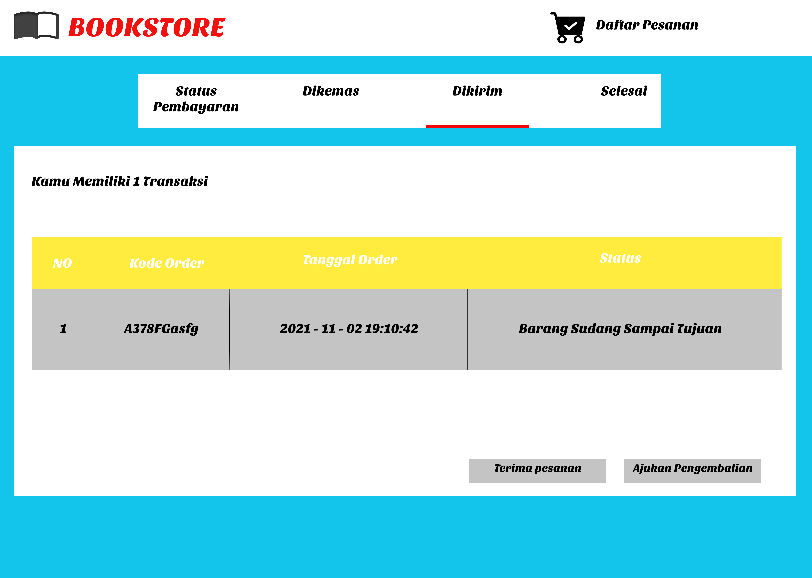 BOOKSTORE
Daftar Pesanan
Status
Pembayaran
Dikemas
Dikirim
Selesai
Kamu Memiliki 1 Transaksi
NO
Kode Order
Tanggal Order
Status
1
A378FGasfg
2021 - 11 - 02 19:10:42
Barang Sudang Sampai Tujuan
Terima pesanan
Ajukan Pengembalian